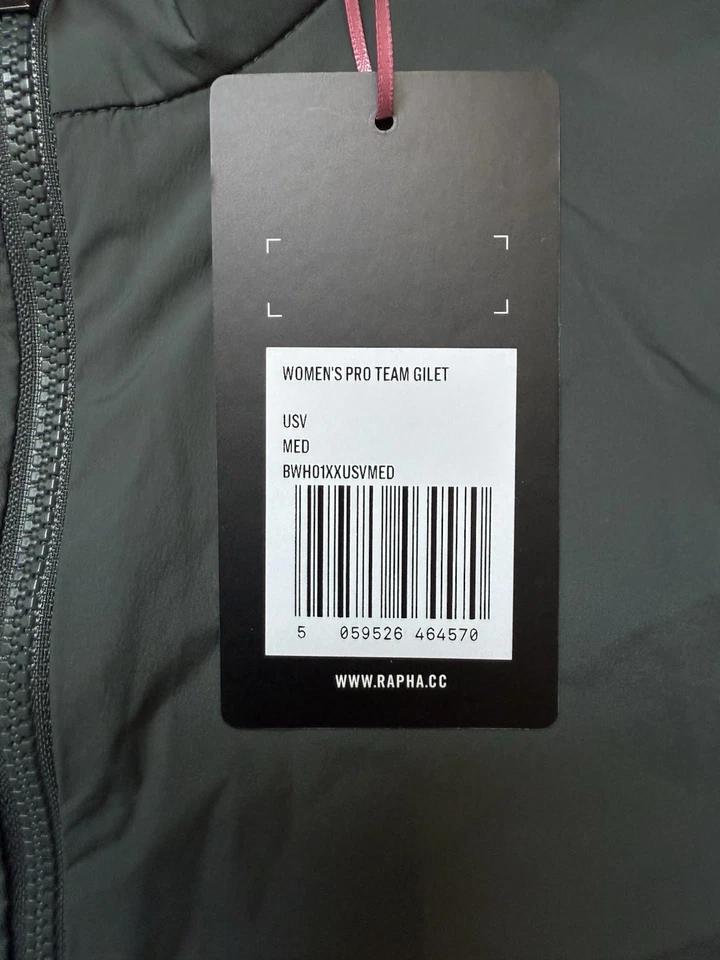 WOMEN'S PRO TEAM GILET
USV
MED
BWH01XXUSVMED
5 059526 464570
WWW.RAPHA.CC